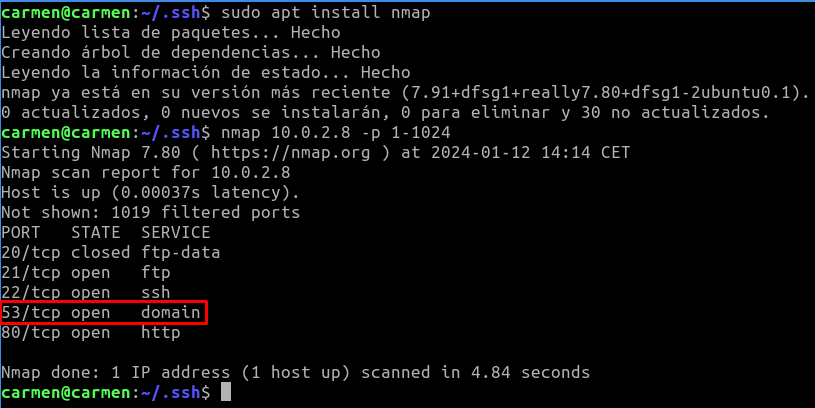 carmen@carmen:~/.ssh$ sudo apt install nmap
Leyendo lista de paquetes... Hecho
Creando árbol de dependencias... Hecho
Leyendo la información de estado... Hecho
nmap ya está en su versión más reciente (7.91+dfsg1+really7.80+dfsg1-2ubuntu0.1).
0 actualizados, 0 nuevos se instalarán, 0 para eliminar y 30 no actualizados.
carmen@carmen:~/.ssh$ nmap 10.0.2.8 -p 1-1024
Starting Nmap 7.80 ( https://nmap.org ) at 2024-01-12 14:14 CET
Nmap scan report for 10.0.2.8
Host is up (0.00037s latency).
Not shown: 1019 filtered ports
PORT   STATE  SERVICE
20/tcp closed ftp-data
21/tcp open   ftp
22/tcp open   ssh
53/tcp open   domain
80/tcp open   http
Nmap done: 1 IP address (1 host up) scanned in 4.84 seconds
carmen@carmen:~/.ssh$